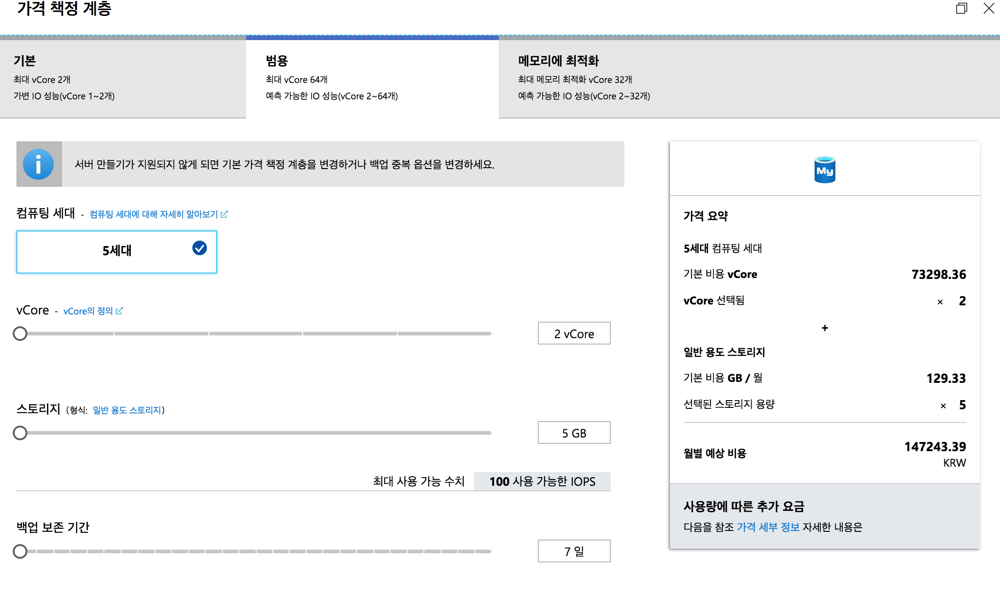 가격 책정 계층
기본
최대 vCore 2개
가변 IO 성능(vCore 1~2개)
범용
최대 vCore 64개
예측 가능한 IO 성능(vCore 2~64개)
메모리에 최적화
최대 메모리 최적화 vCore 32개
예측 가능한 IO 성능(vCore 2~32개)
서버 만들기가 지원되지 않게 되면 기본 가격 책정 계층을 변경하거나 백업 중복 옵션을 변경하세요.
컴퓨팅 세대 - 컴퓨팅 세대에 대해 자세히 알아보기
5세대
vCore - vCore의 정의
2 vCore
스토리지 (형식: 일반 용도 스토리지)
5 GB
최대 사용 가능 수치 100 사용 가능한 IOPS
백업 보존 기간
7 일
My
가격 요약
5세대 컴퓨팅 세대
기본 비용 vCore 73298.36
vCore 선택됨 × 2
+
일반 용도 스토리지
기본 비용 GB / 월 129.33
선택된 스토리지 용량 × 5
월별 예상 비용 147243.39
KRW
사용량에 따른 추가 요금
다음을 참조 가격 세부 정보 자세한 내용은